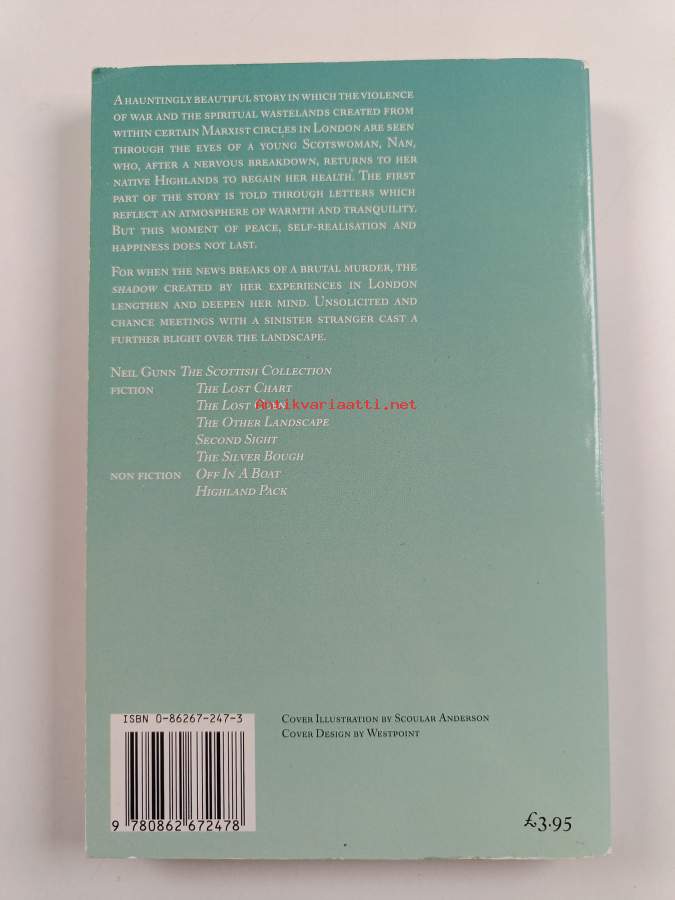 A HAUNTINGLY BEAUTIFUL STORY IN WHICH THE VIOLENCE
OF WAR AND THE SPIRITUAL WASTELANDS CREATED FROM
WITHIN CERTAIN MARXIST CIRCLES IN LONDON ARE SEEN
THROUGH THE EYES OF A YOUNG SCOTSWOMAN, NAN,
WHO, AFTER A NERVOUS BREAKDOWN, RETURNS TO HER
NATIVE HIGHLANDS TO REGAIN HER HEALTH. THE FIRST
PART OF THE STORY IS TOLD THROUGH LETTERS WHICH
REFLECT AN ATMOSPHERE OF WARMTH AND TRANQUILITY.
BUT THIS MOMENT OF PEACE, SELF-REALISATION AND
HAPPINESS DOES NOT LAST.
FOR WHEN THE NEWS BREAKS OF A BRUTAL MURDER, THE
SHADOW CREATED BY HER EXPERIENCES IN LONDON
LENGTHEN AND DEEPEN HER MIND. UNSOLICITED AND
CHANCE MEETINGS WITH A SINISTER STRANGER CAST A
FURTHER BLIGHT OVER THE LANDSCAPE.
NEIL GUNN THE SCOTTISH COLLECTION
FICTION THE LOST CHART
THE LOST
Antikvariaatti.net
THE OTHER LANDSCAPE
SECOND SIGHT
THE SILVER BOUGH
NON FICTION OFF IN A BOAT
HIGHLAND PACK
ISBN 0-86267-247-3
9 780862 672478
COVER ILLUSTRATION BY SCOULAR ANDERSON
COVER DESIGN BY WESTPOINT
£3.95